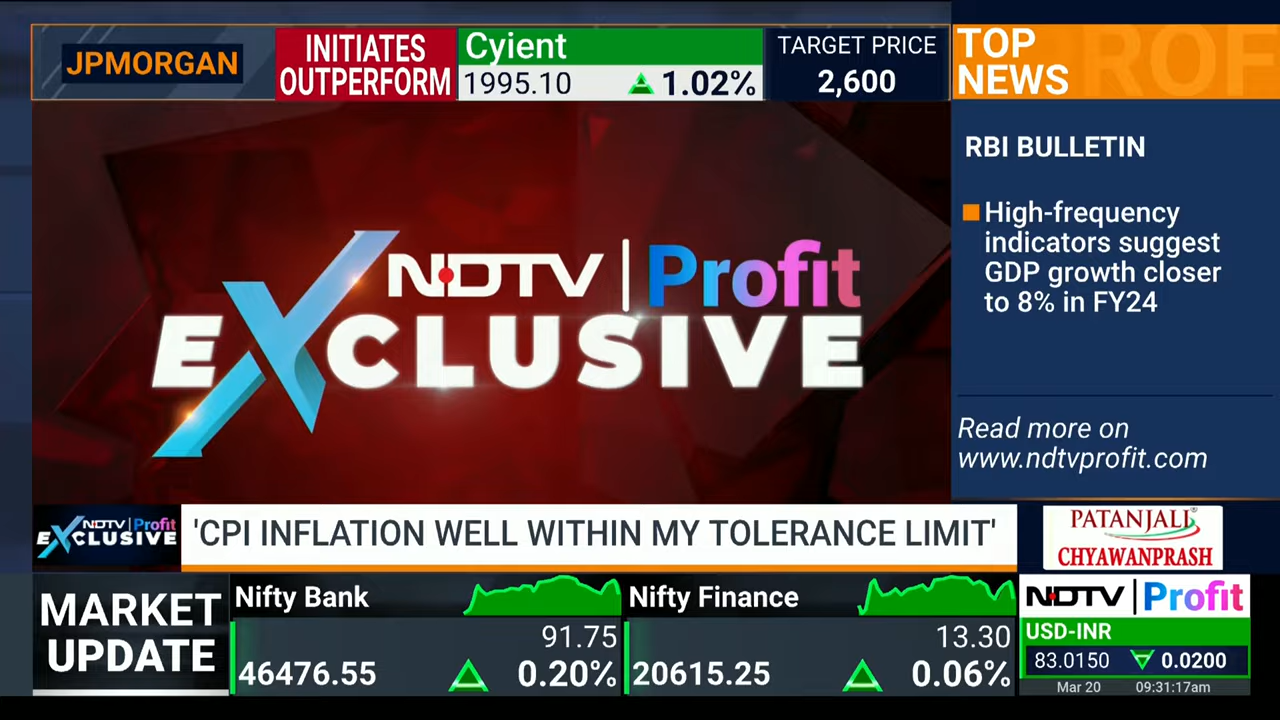 JPMORGAN
INITIATES
OUTPERFORM
Cyient
1995.10
1.02%
TARGET PRICE
2,600
TOP
NEWS
PROF
RBI BULLETIN
High-frequency
indicators suggest
GDP growth closer
to 8% in FY24
Read more on
www.ndtvprofit.com
NDTV | Profit
EXCLUSIVE
NDTV | Profit
EXCLUSIVE
'CPI INFLATION WELL WITHIN MY TOLERANCE LIMIT'
PATANJALI
CHYAWANPRASH
MARKET
UPDATE
Nifty Bank
91.75
46476.55
0.20%
Nifty Finance
13.30
20615.25
0.06%
NDTV | Profit
USD-INR
83.0150
0.0200
Mar 20 09:31:17am